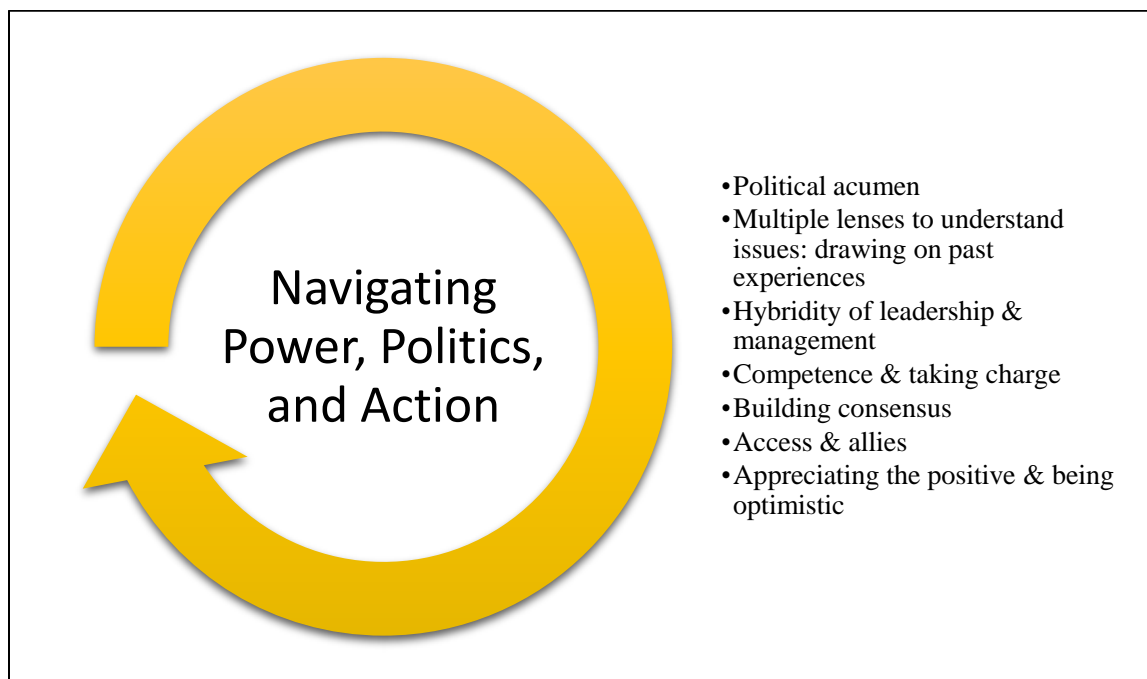 Navigating
Power, Politics,
and Action
•Political acumen
•Multiple lenses to understand
issues: drawing on past
experiences
•Hybridity of leadership &
management
•Competence & taking charge
•Building consensus
•Access & allies
•Appreciating the positive & being
optimistic